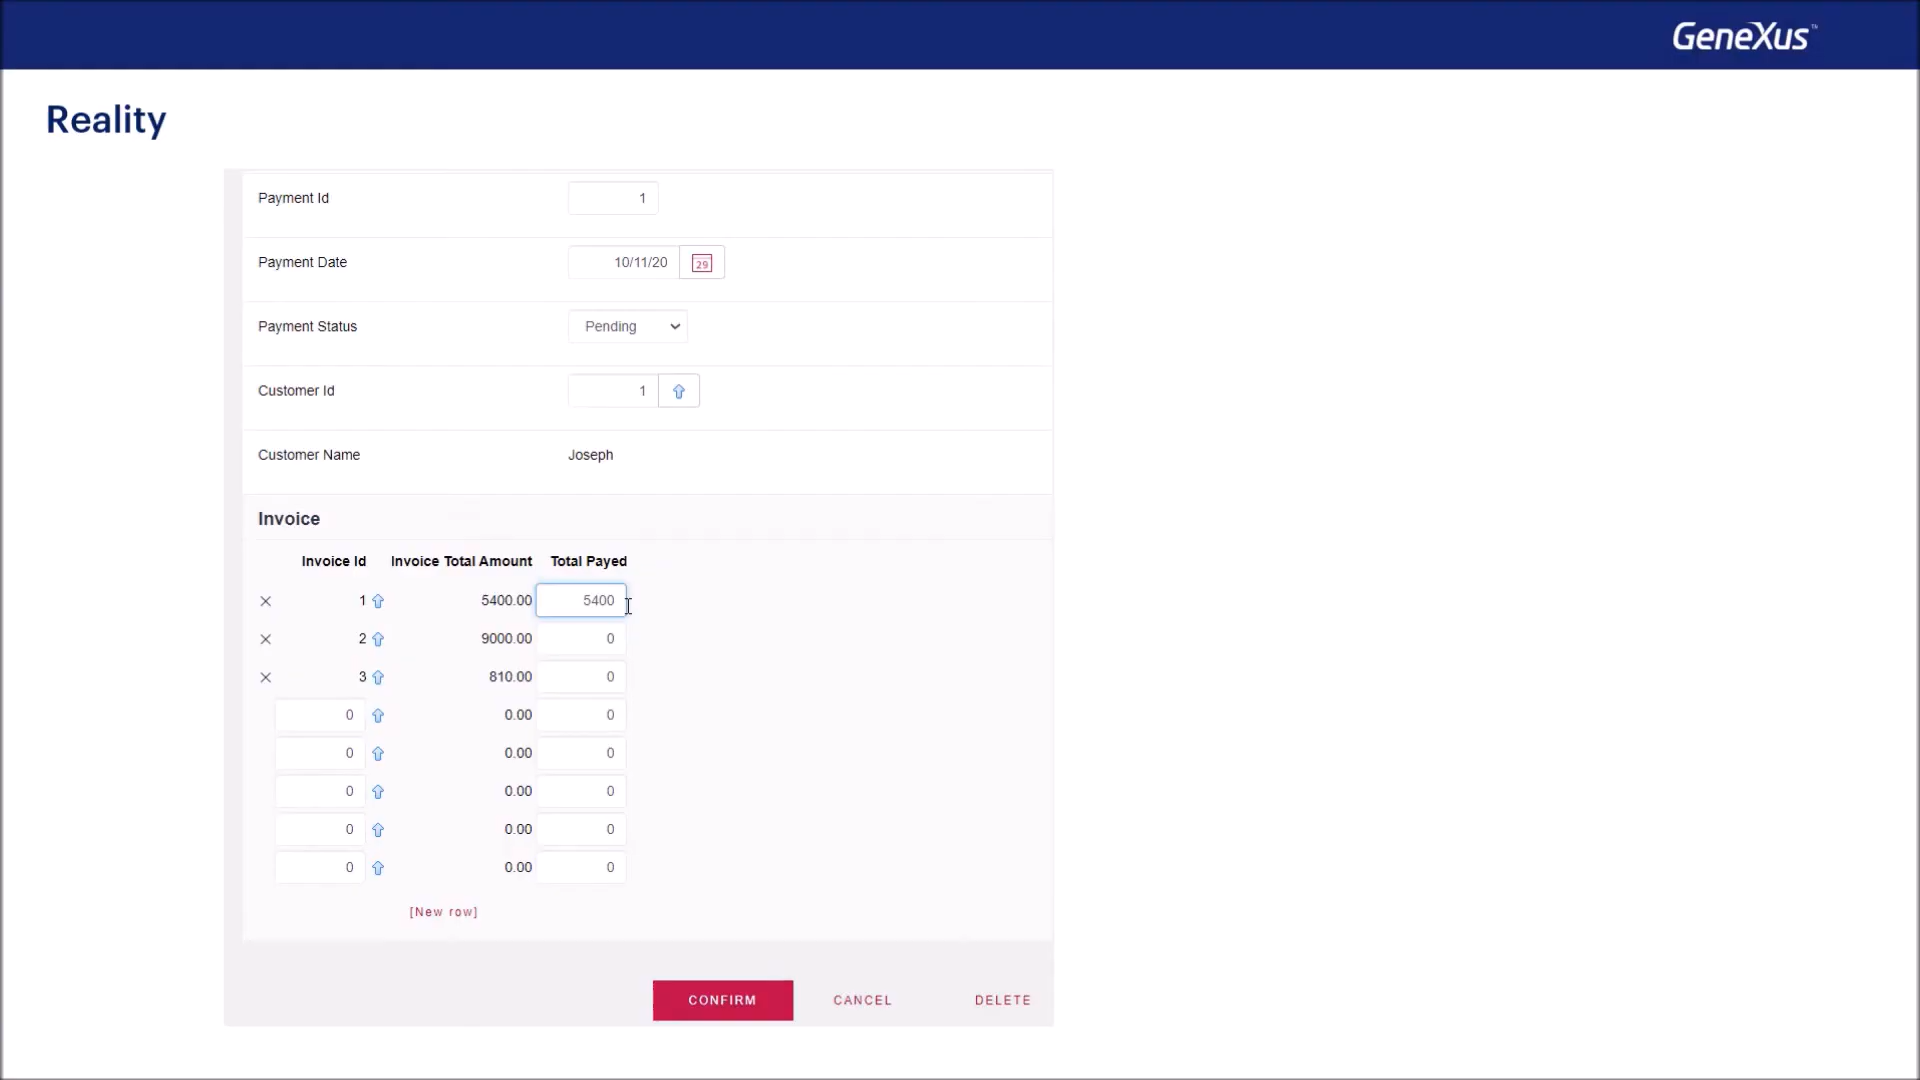 GeneXus™
Reality
Payment Id 1
Payment Date 10/11/20 29
Payment Status Pending
Customer Id 1
Customer Name Joseph
Invoice
Invoice Id Invoice Total Amount Total Payed
1 5400.00 5400
2 9000.00 0
3 810.00 0
0 0.00 0
0 0.00 0
0 0.00 0
0 0.00 0
0 0.00 0
[New row]
CONFIRM CANCEL DELETE